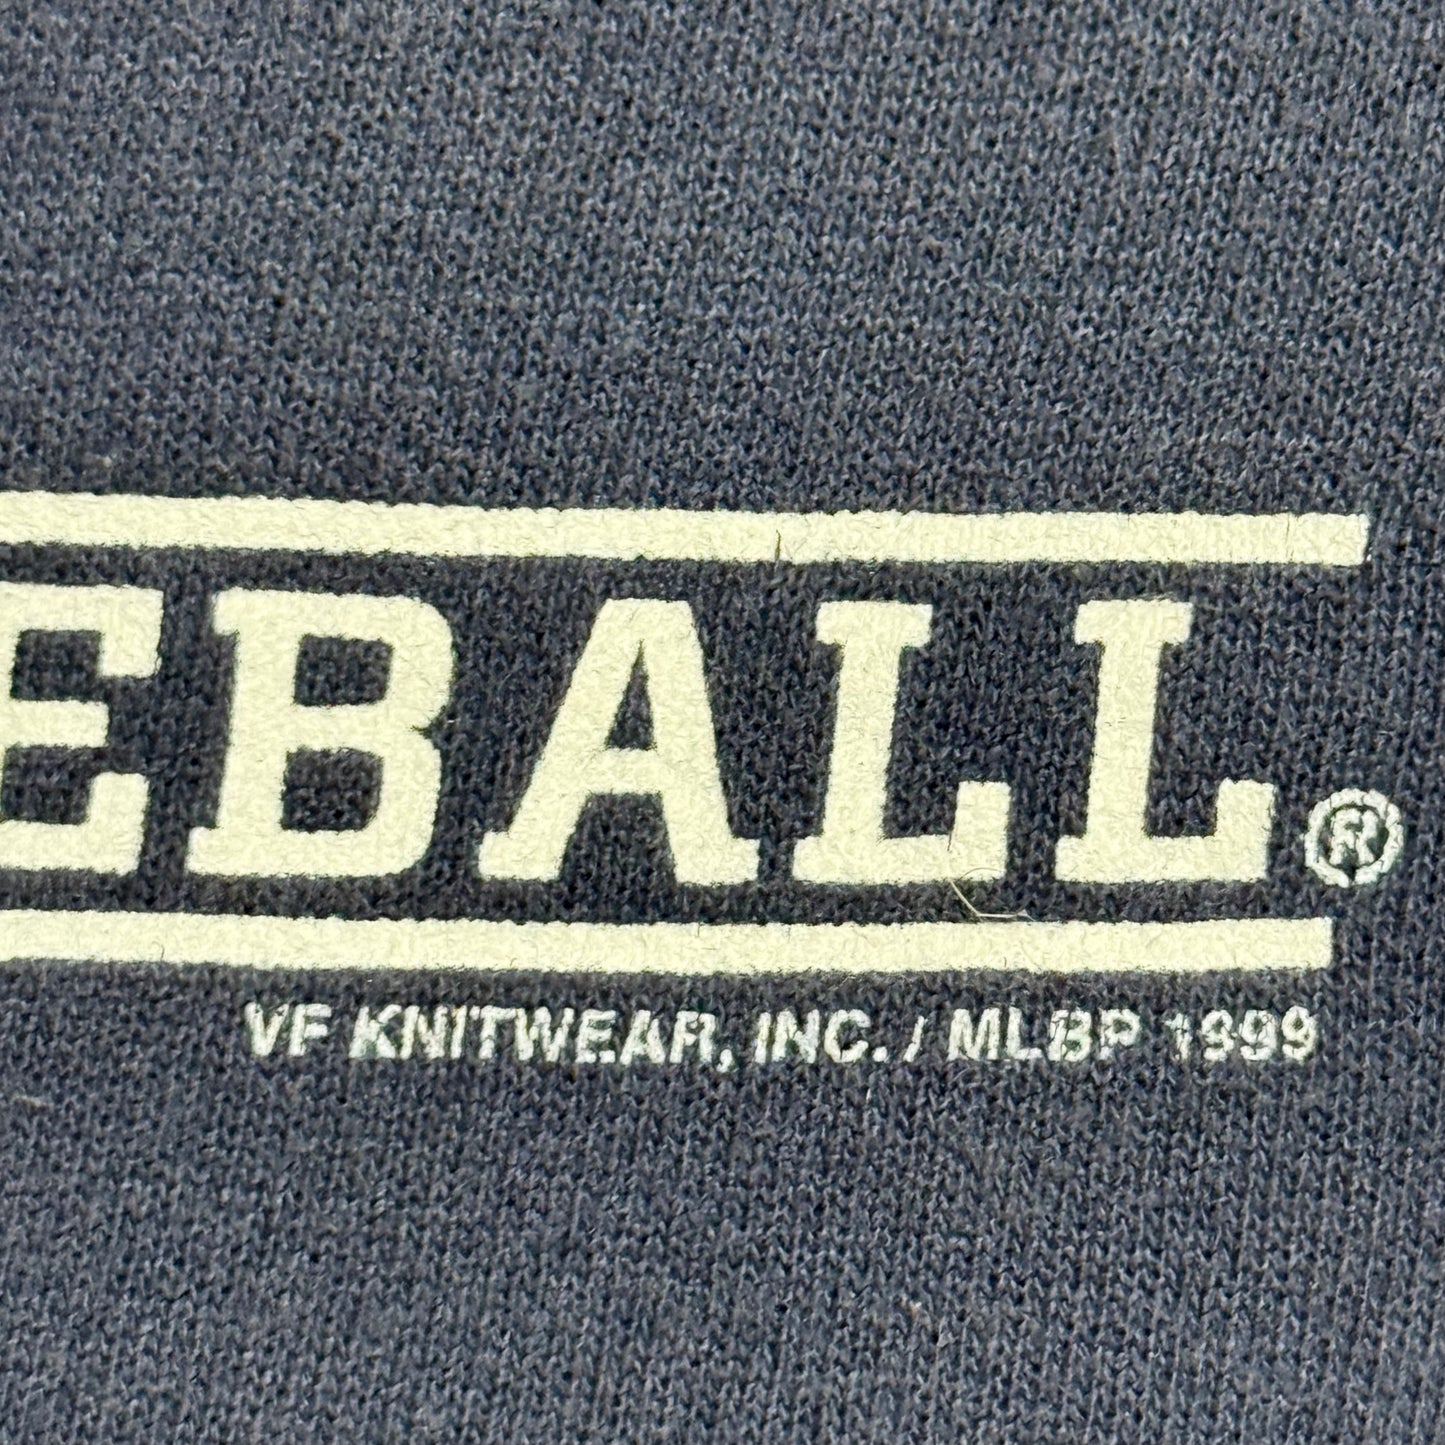 EBALL®
VF KNITWEAR, INC. / MLBP 1999